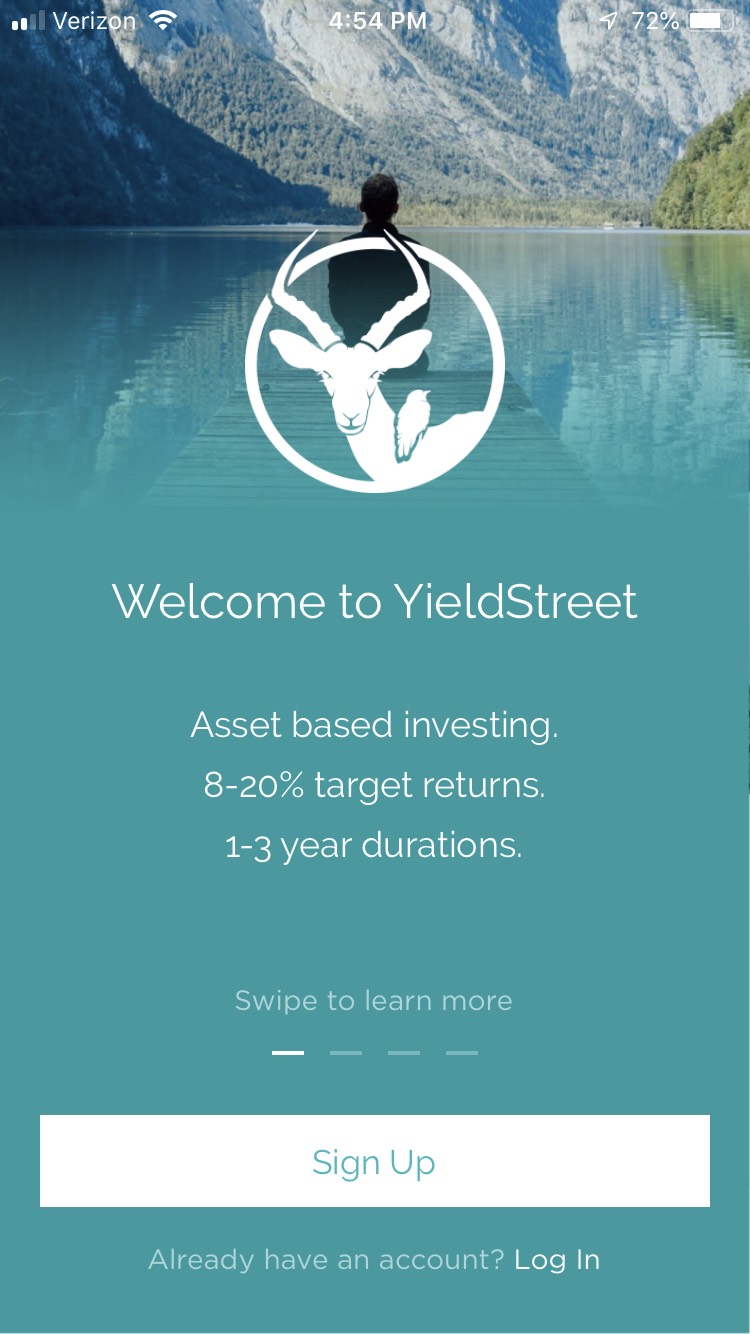 Verizon 4:54 PM 72%
Welcome to YieldStreet
Asset based investing.
8-20% target returns.
1-3 year durations.
Swipe to learn more
Sign Up
Already have an account? Log In